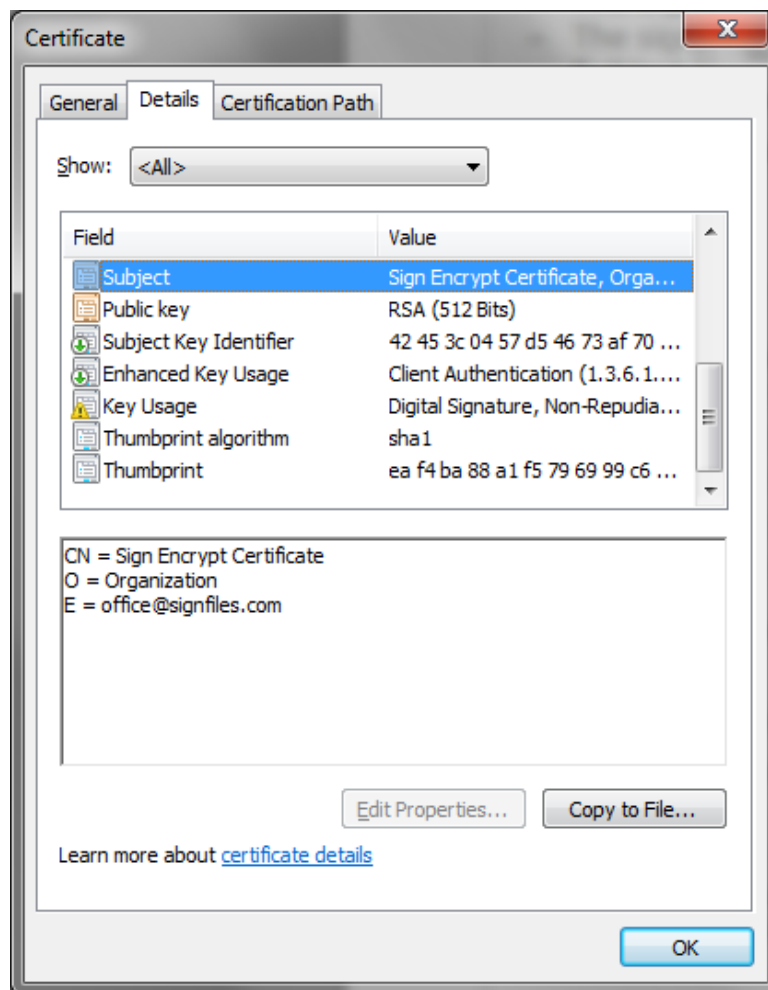 Certificate
The sig
General Details Certification Path
Show: <All>
Field Value
Subject Sign Encrypt Certificate, Orga...
Public key RSA (512 Bits)
Subject Key Identifier 42 45 3c 04 57 d5 46 73 af 70 ...
Enhanced Key Usage Client Authentication (1.3.6.1....
Key Usage Digital Signature, Non-Repudia...
Thumbprint algorithm sha1
Thumbprint ea f4 ba 88 a1 f5 79 69 99 c6 ...
CN = Sign Encrypt Certificate
O = Organization
E = office@signfiles.com
Edit Properties... Copy to File...
Learn more about certificate details
OK